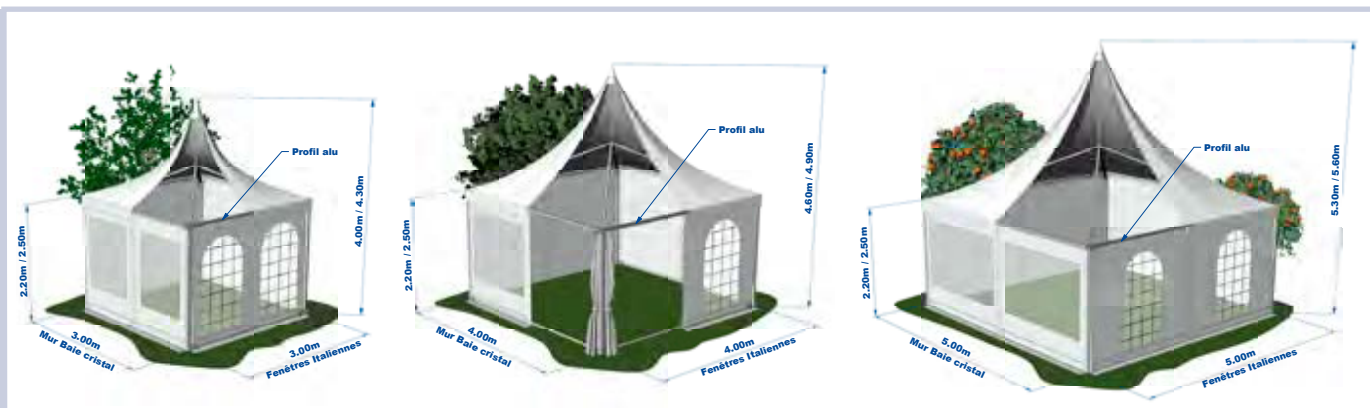 Profil alu
4.00m / 4.30m
2.20m / 2.50m
3.00m
Mur Baie cristal
3.00m
Fenêtres Italiennes
Profil alu
4.60m / 4.90m
2.20m / 2.50m
4.00m
Mur Baie cristal
4.00m
Fenêtres Italiennes
Profil alu
5.30m / 5.60m
2.20m / 2.50m
5.00m
Mur Baie cristal
5.00m
Fenêtres Italiennes